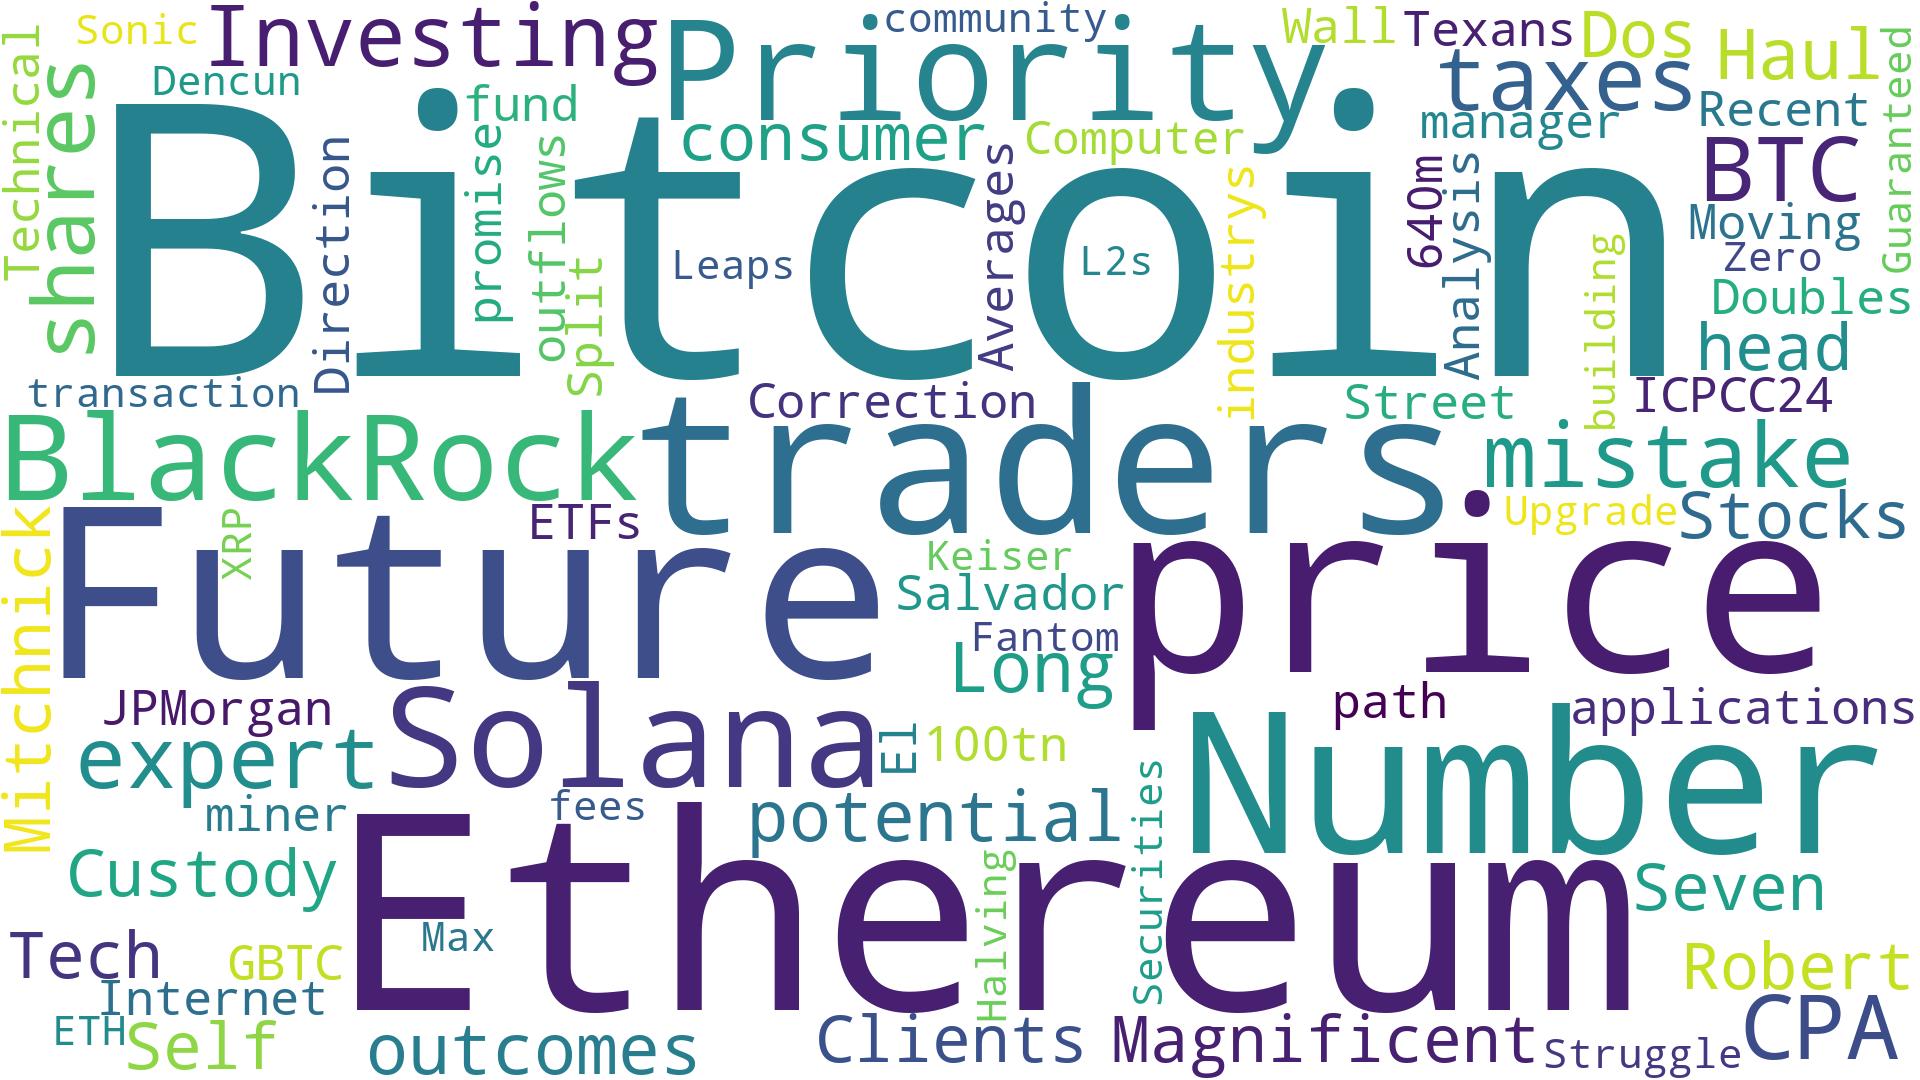 Sonic
Investing
Priority
community
Wall
Texans
Dos
Haul
Technical
shares
Dencun
fund
consumer
Computer
taxes
manager
Recent
Guaranteed
Bitcoin
Direction
promise
outflows
Split
Leaps
Averages
L2s
industrys
640m
Analysis
building
BTC
Moving
Zero
Doubles
head
transaction
Correction
Street
ICPCC24
BlackRock
traders
mistake
Mitchnick
Future
XRP
ETFs
Keiser
Salvador
Fantom
Long
price
Upgrade
Stocks
JPMorgan
Solana
El
100tn
path
applications
expert
miner
fees
potential
Number
Custody
Ethereum
Max
Halving
Securities
Seven
Tech
GBTC
Internet
ETH
Self
outcomes
Clients
Magnificent
Struggle
Robert
CPA